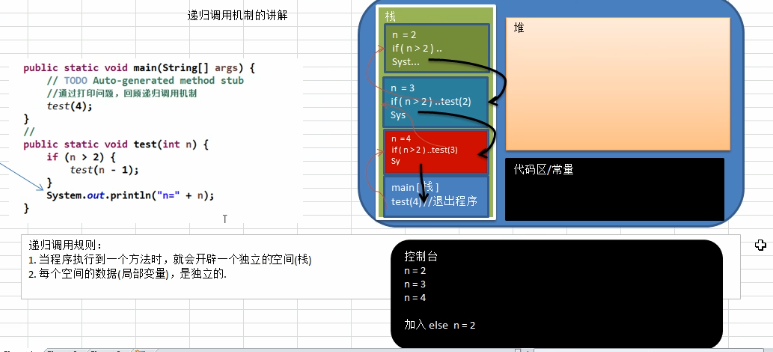 递归调用机制的讲解
public static void main(String[] args) {
// TODO Auto-generated method stub
//通过打印问题，回顾递归调用机制
test(4);
}
//
public static void test(int n) {
if (n > 2) {
test(n - 1);
}
System.out.println("n=" + n);
}
栈
n = 2
if ( n > 2 ) ..
Syst...
n = 3
if ( n > 2 ) ..test(2)
Sys
n = 4
if ( n > 2 ) ..test(3)
Sy
main [ 栈 ]
test(4)//退出程序
堆
代码区/常量
递归调用规则：
1. 当程序执行到一个方法时，就会开辟一个独立的空间(栈)
2. 每个空间的数据(局部变量)，是独立的.
控制台
n = 2
n = 3
n = 4
加入 else n = 2